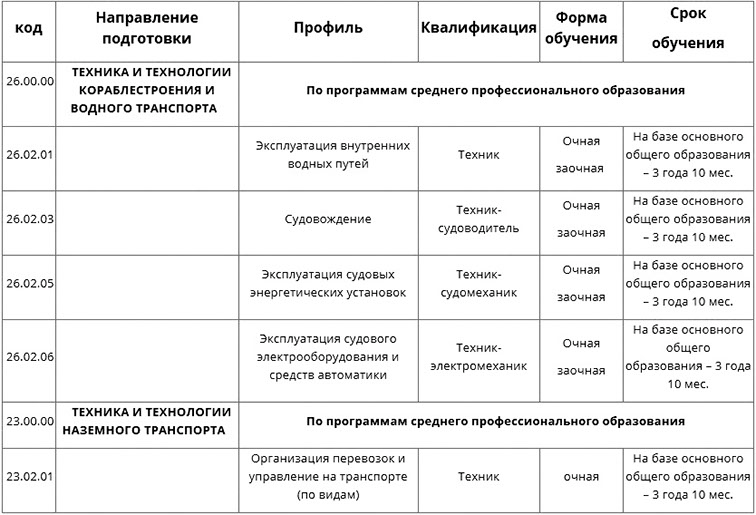 код
Направление
подготовки
Профиль
Квалификация
Форма
обучения
Срок
обучения
26.00.00
ТЕХНИКА И ТЕХНОЛОГИИ
КОРАБЛЕСТРОЕНИЯ И
ВОДНОГО ТРАНСПОРТА
По программам среднего профессионального образования
26.02.01
Эксплуатация внутренних
водных путей
Техник
Очная
заочная
На базе основного
общего образования
– 3 года 10 мес.
26.02.03
Судовождение
Техник-
судоводитель
Очная
заочная
На базе основного
общего образования
– 3 года 10 мес.
26.02.05
Эксплуатация судовых
энергетических установок
Техник-
судомеханик
Очная
заочная
На базе основного
общего образования
– 3 года 10 мес.
26.02.06
Эксплуатация судового
электрооборудования и
средств автоматики
Техник-
электромеханик
Очная
заочная
На базе основного
общего
образования – 3 года
10 мес.
23.00.00
ТЕХНИКА И ТЕХНОЛОГИИ
НАЗЕМНОГО ТРАНСПОРТА
По программам среднего профессионального образования
23.02.01
Организация перевозок и
управление на транспорте
(по видам)
Техник
очная
На базе основного
общего образования
– 3 года 10 мес.